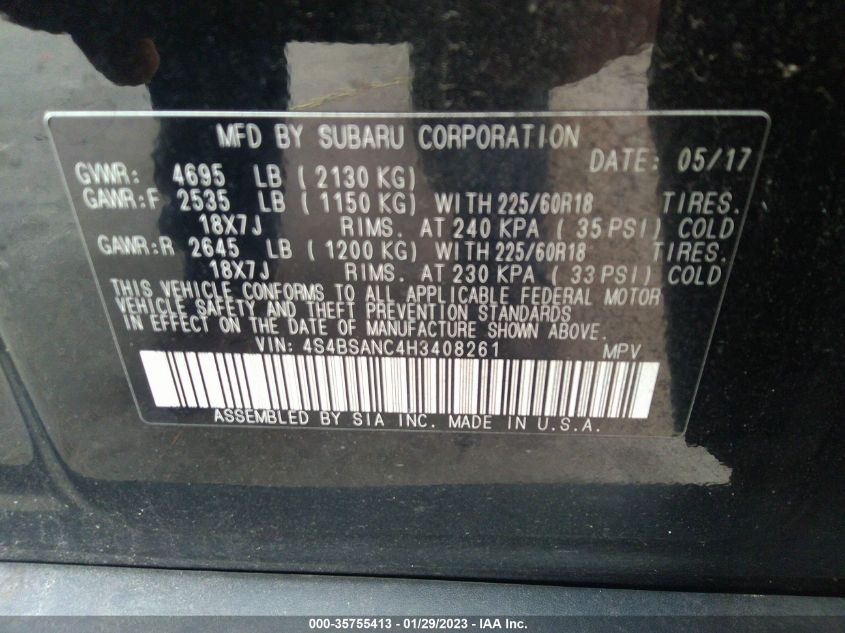 MFD BY SUBARU CORPORATION
DATE: 05/17
GVWR: 4695 LB ( 2130 KG)
GAWR:F 2535 LB ( 1150 KG) WITH 225/60R18 TIRES.
18X7J RIMS. AT 240 KPA ( 35 PSI) COLD
GAWR:R 2645 LB ( 1200 KG) WITH 225/60R18 TIRES.
18X7J RIMS. AT 230 KPA ( 33 PSI) COLD
THIS VEHICLE CONFORMS TO ALL APPLICABLE FEDERAL MOTOR
VEHICLE SAFETY AND THEFT PREVENTION STANDARDS
IN EFFECT ON THE DATE OF MANUFACTURE SHOWN ABOVE.
VIN: 4S4BSANC4H3408261 MPV
ASSEMBLED BY SIA INC. MADE IN U.S.A.
000-35755413 - 01/29/2023 - IAA Inc.